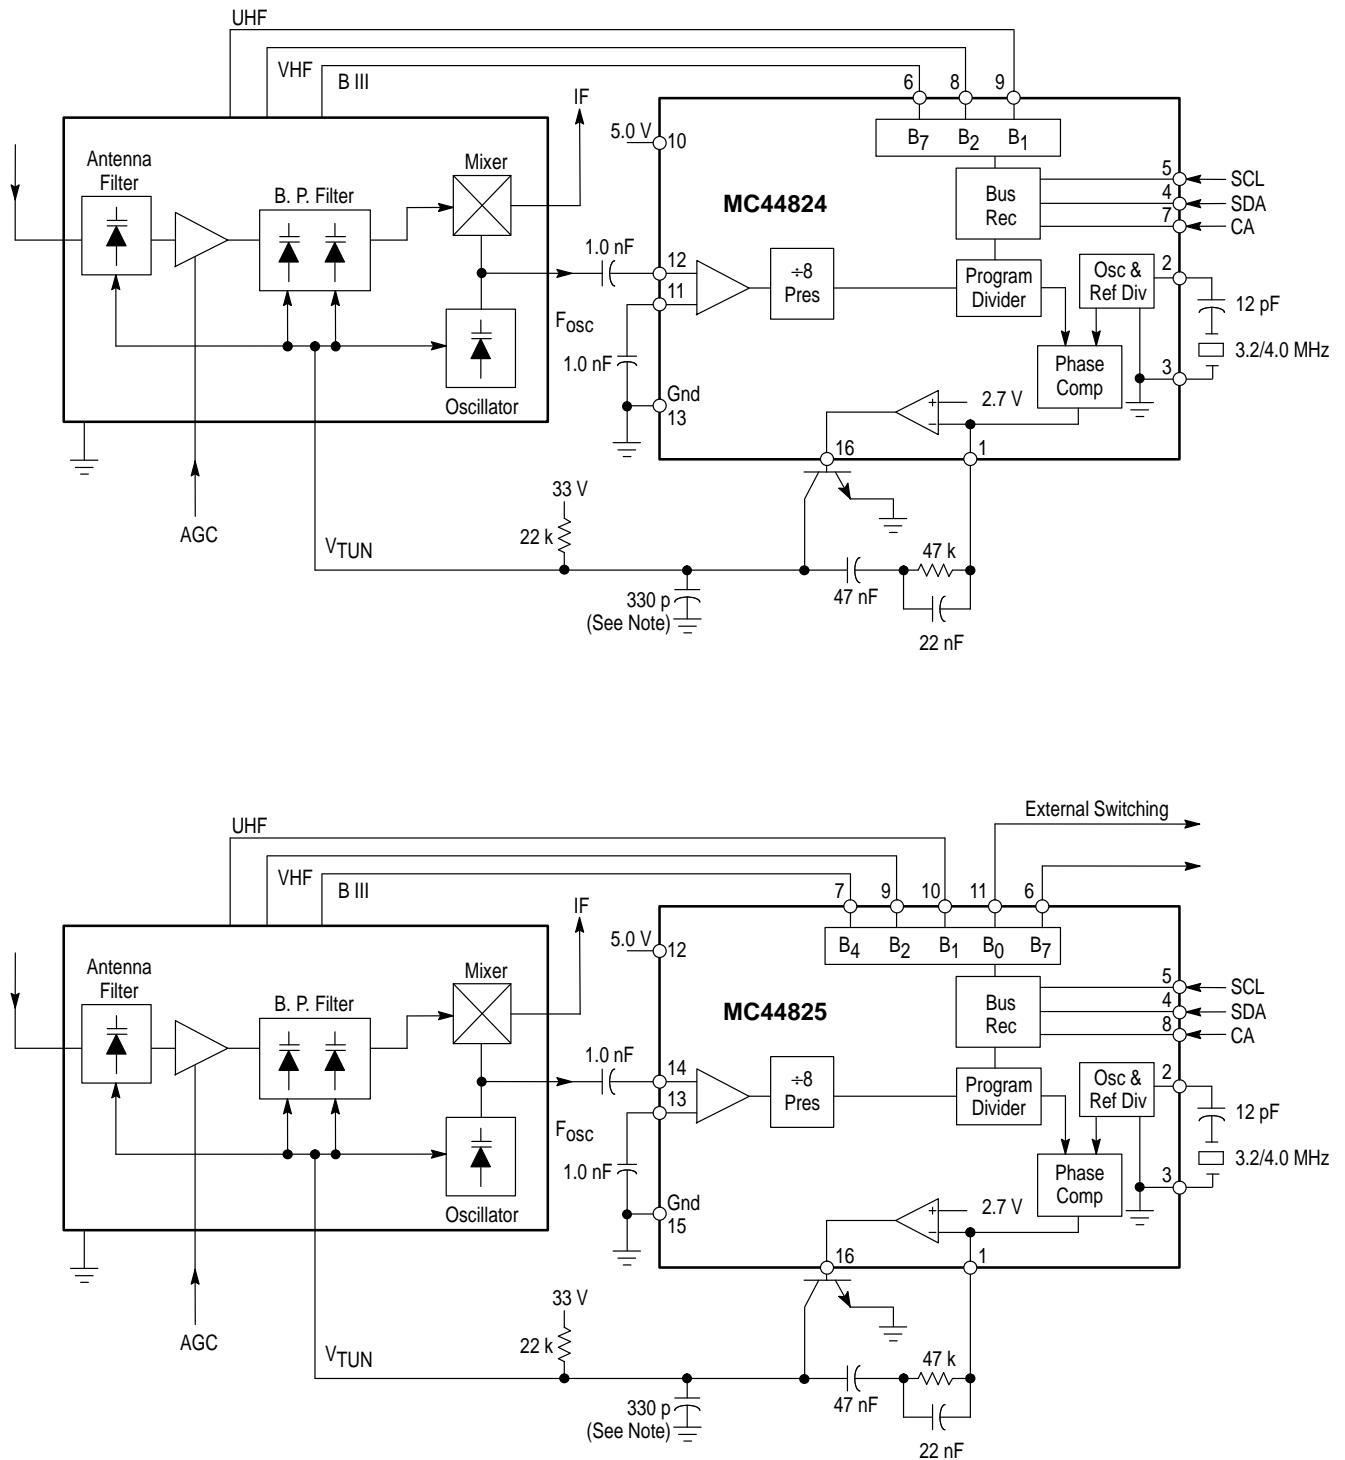 UHF
VHF
B III
IF
6
8
9
5.0 V
10
B7
B2
B1
Antenna
Filter
B. P. Filter
Mixer
MC44824
Bus
Rec
5
SCL
4
SDA
7
CA
1.0 nF
12
11
÷8
Pres
Program
Divider
Osc &
Ref Div
2
12 pF
3.2/4.0 MHz
Fosc
1.0 nF
Phase
Comp
3
Oscillator
Gnd
13
+
−
2.7 V
16
1
AGC
33 V
22 k
VTUN
47 k
330 p
(See Note)
47 nF
22 nF
External Switching
UHF
VHF
B III
IF
7
9
10
11
6
5.0 V
12
B4
B2
B1
B0
B7
Antenna
Filter
B. P. Filter
Mixer
MC44825
Bus
Rec
5
SCL
4
SDA
8
CA
1.0 nF
14
13
÷8
Pres
Program
Divider
Osc &
Ref Div
2
12 pF
3.2/4.0 MHz
Fosc
1.0 nF
Phase
Comp
3
Oscillator
Gnd
15
+
−
2.7 V
16
1
AGC
33 V
22 k
VTUN
47 k
330 p
(See Note)
47 nF
22 nF